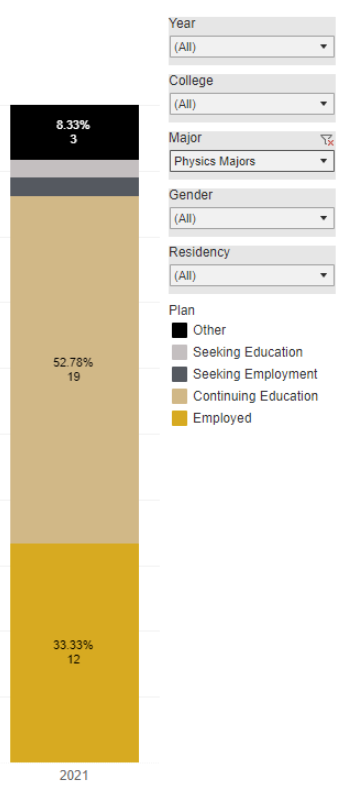 Year
(All)
College
(All)
Major
Physics Majors
Gender
(All)
Residency
(All)
Plan
Other
Seeking Education
Seeking Employment
Continuing Education
Employed
8.33%
3
52.78%
19
33.33%
12
2021